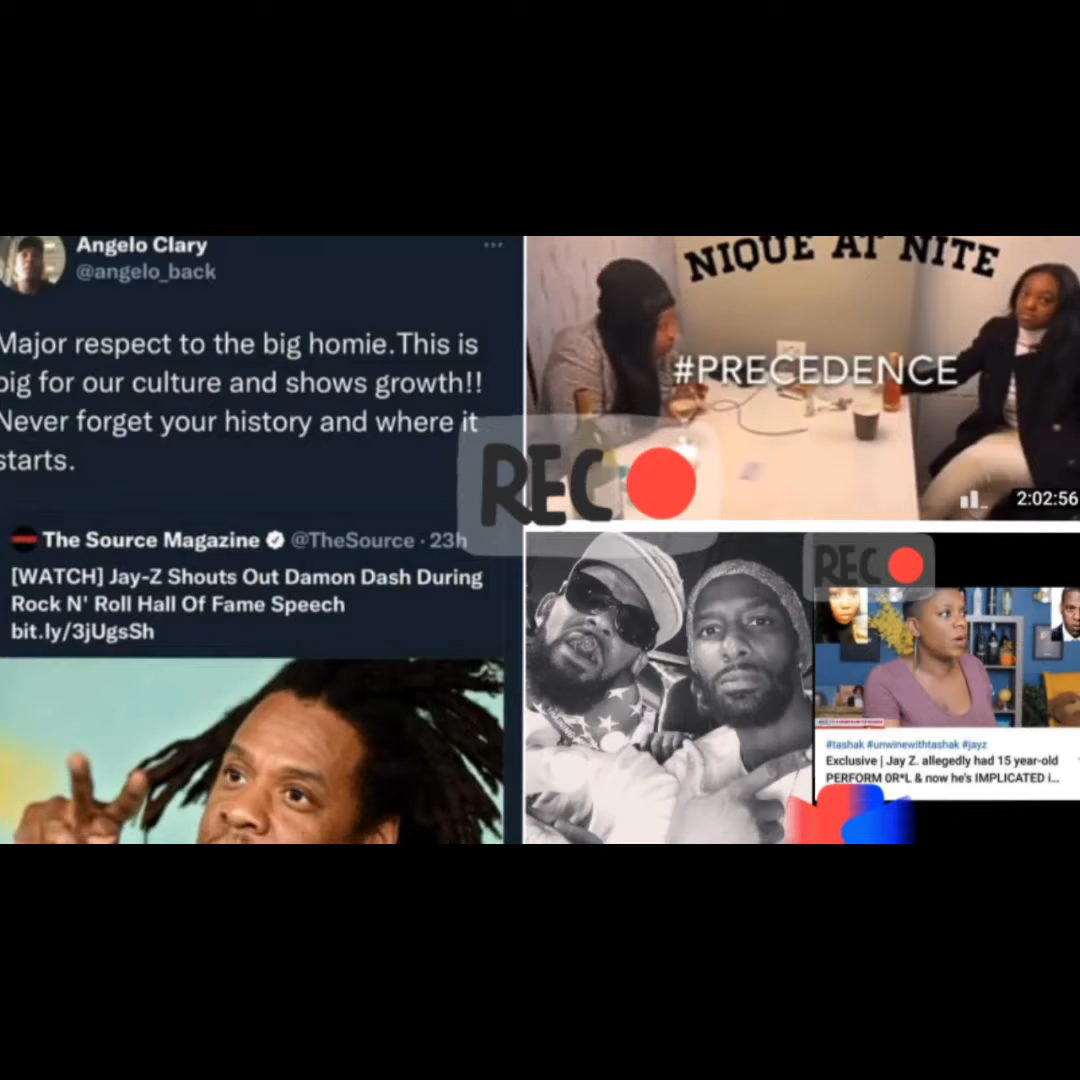 Angelo Clary
@angelo_back
Major respect to the big homie.This is
big for our culture and shows growth!!
Never forget your history and where it
starts.
The Source Magazine @TheSource · 23h
[WATCH] Jay-Z Shouts Out Damon Dash During
Rock N' Roll Hall Of Fame Speech
bit.ly/3jUgsSh
NIQUE AT NITE
#PRECEDENCE
2:02:56
REC
REC
#tashak #unwinewithtashak #jayz
Exclusive | Jay Z. allegedly had 15 year-old
PERFORM 0R*L & now he's IMPLICATED i...